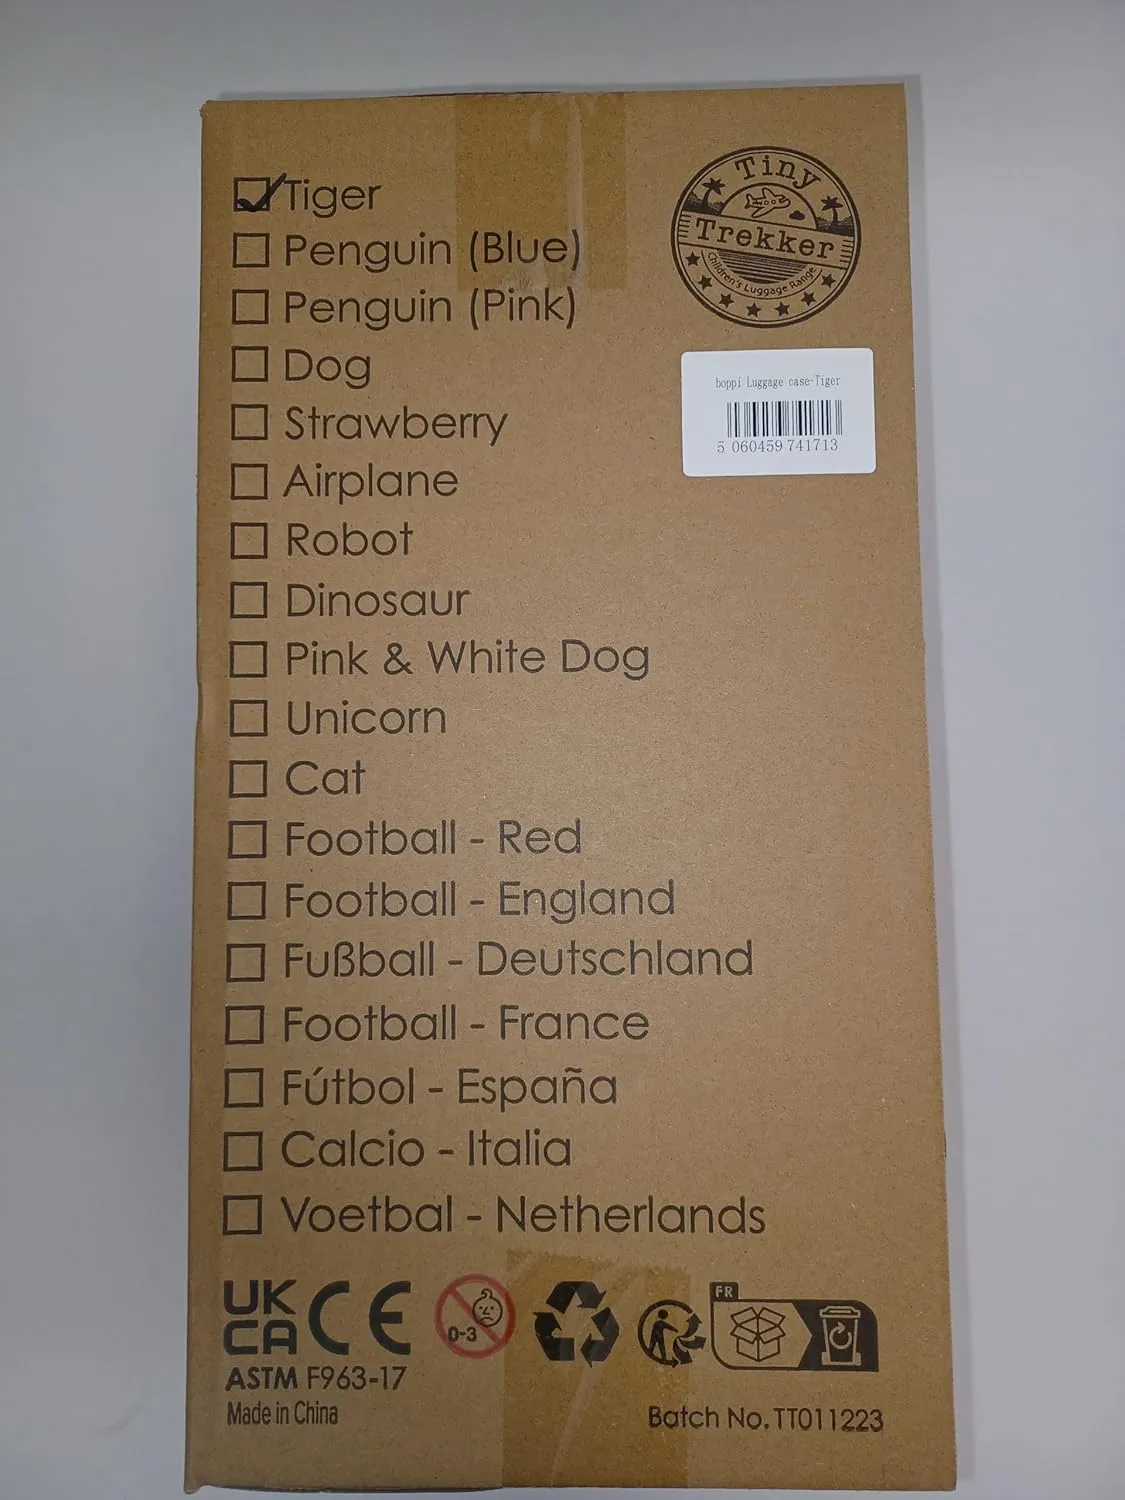 Tiger
Penguin (Blue)
Penguin (Pink)
Dog
Strawberry
Airplane
Robot
Dinosaur
Pink & White Dog
Unicorn
Cat
Football - Red
Football - England
Fußball - Deutschland
Football - France
Fútbol - España
Calcio - Italia
Voetbal - Netherlands
Tiny
Trekker
Children's Luggage Range
boppi Luggage case-Tiger
5 060459 741713
UK
CA CE
0-3
FR
ASTM F963-17
Made in China
Batch No. TT011223